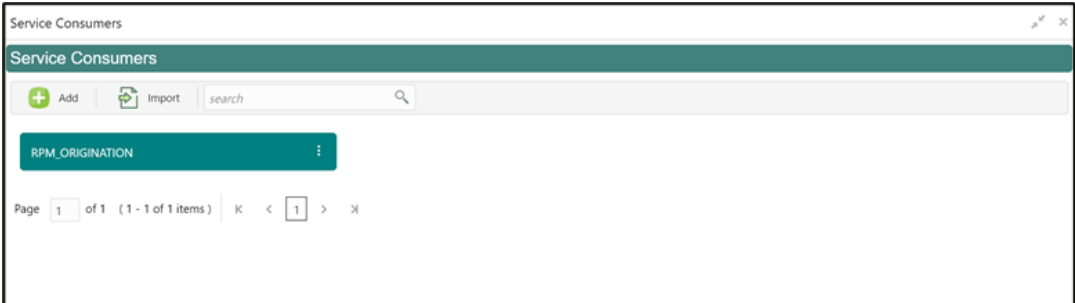 Service Consumers
Service Consumers
Add Import search
RPM_ORIGINATION
Page 1 of 1 (1 - 1 of 1 items) 1